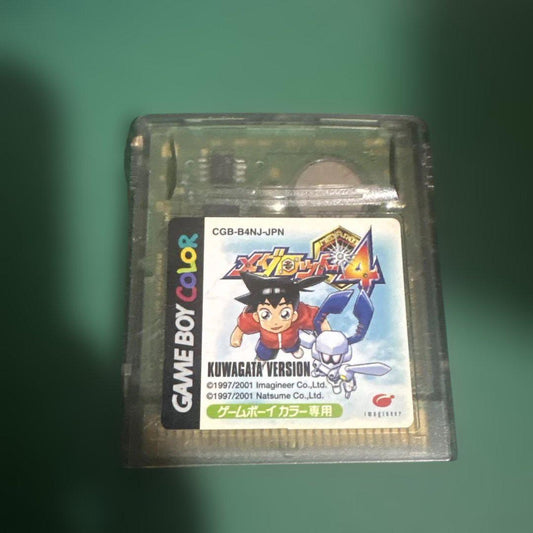 CGB-B4NJ-JPN
メダロット4
GAME BOY COLOR
KUWAGATA VERSION
©1997/2001 Imagineer Co.,Ltd.
©1997/2001 Natsume Co., Ltd.
ゲームボーイカラー専用
imagineer